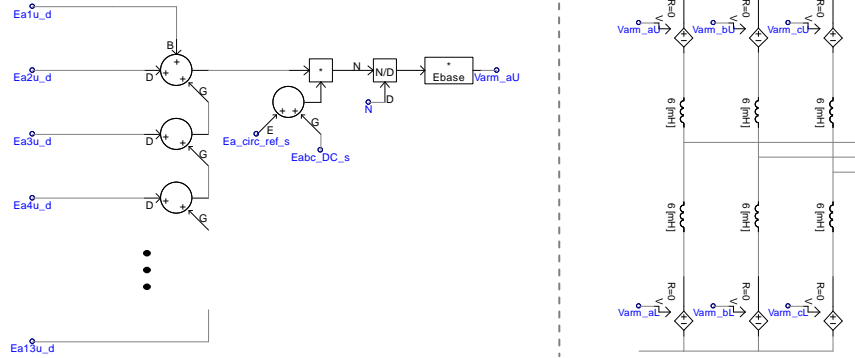 Ea1u_d
B
+
+
D
Ea2u_d
G
*
N
N/D
D
N
*
Ebase
Varm_aU
+
+
E
G
Ea_circ_ref_s
Eabc_DC_s
+
+
D
Ea3u_d
G
+
+
D
Ea4u_d
G
Ea13u_d
R=0
R=0
R=0
V
V
V
Varm_aU
Varm_bU
Varm_cU
+
+
+
6 [mH]
6 [mH]
6 [mH]
6 [mH]
6 [mH]
6 [mH]
R=0
R=0
R=0
V
V
V
Varm_aL
Varm_bL
Varm_cL
+
+
+